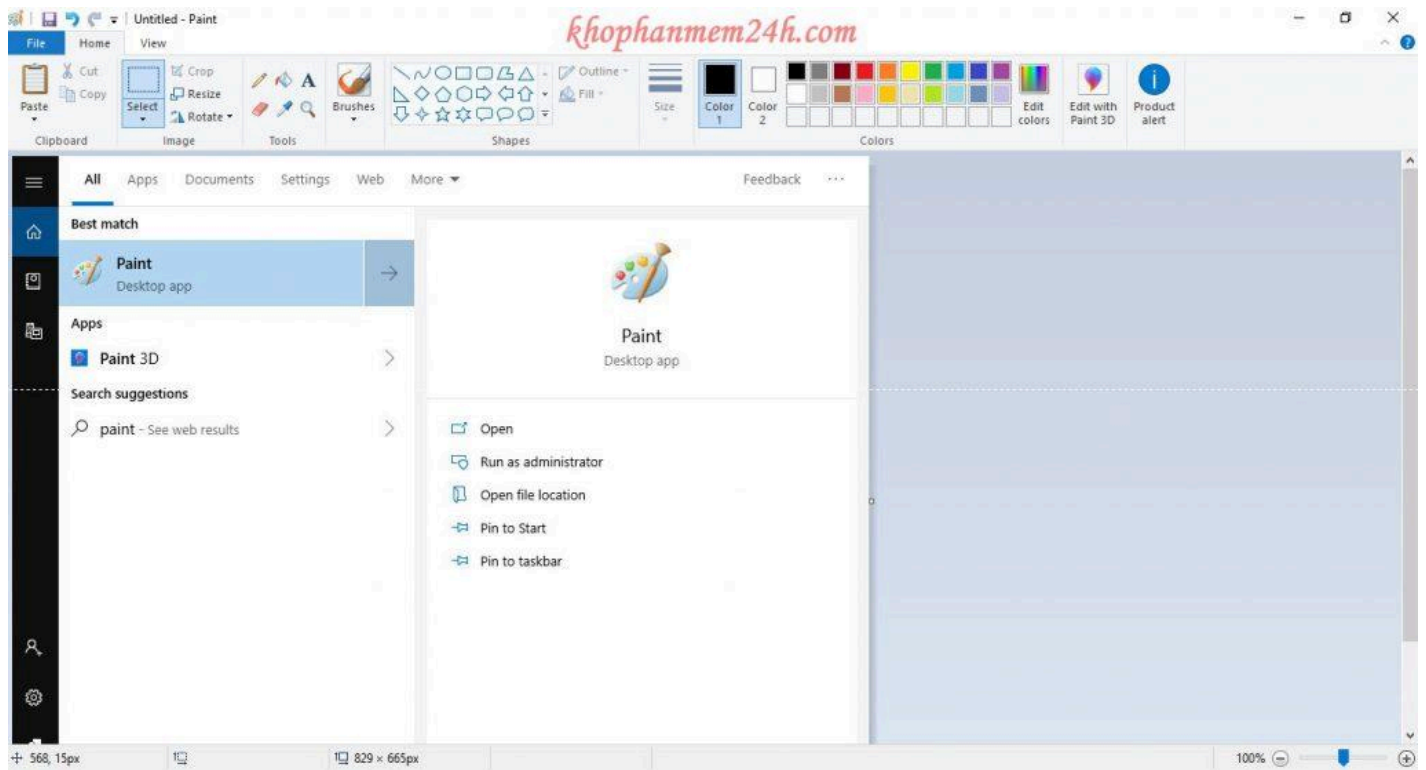 Untitled - Paint
khophanmem24h.com
File Home View
Paste
Cut
Copy
Clipboard
Select
Crop
Resize
Rotate
Image
A
Tools
Brushes
Outline
Fill
Shapes
Size
Color 1
Color 2
Edit colors
Colors
Edit with Paint 3D
Product alert
All Apps Documents Settings Web More Feedback ...
Best match
Paint
Desktop app
Apps
Paint 3D
Search suggestions
paint - See web results
Paint
Desktop app
Open
Run as administrator
Open file location
Pin to Start
Pin to taskbar
568, 15px
829 × 665px
100%